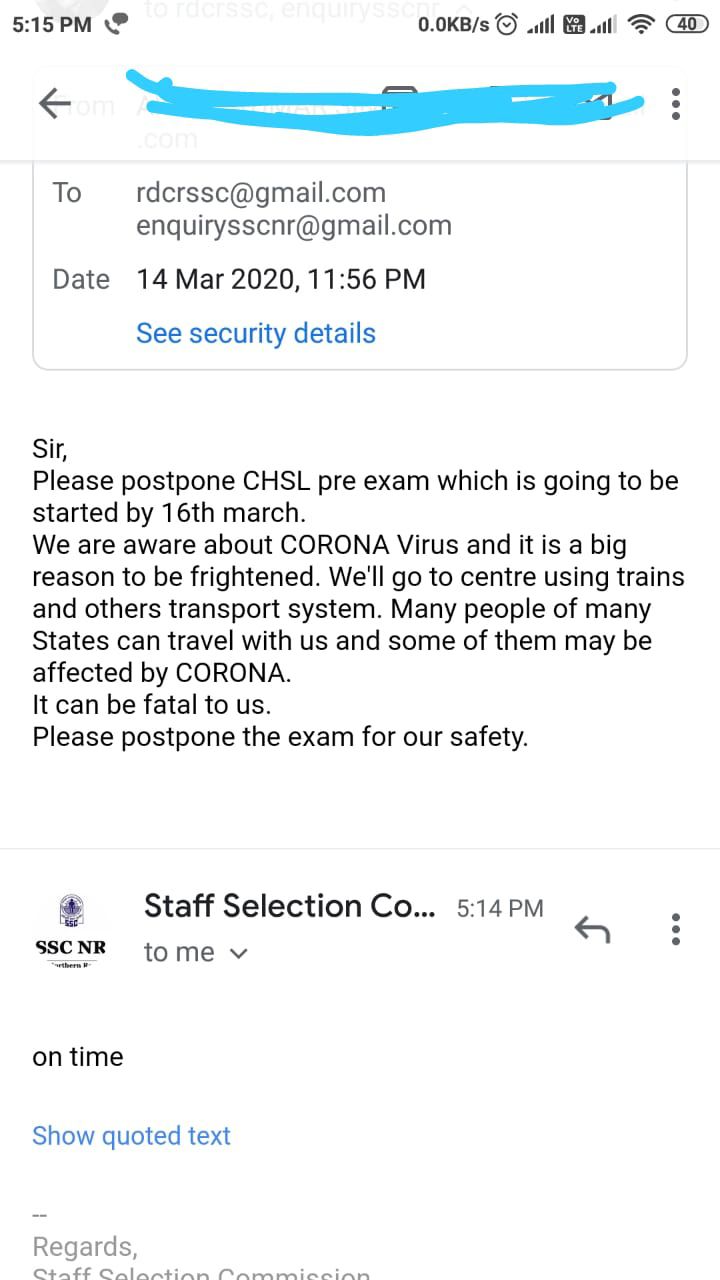 to rdcrssc, enquirysscnr
5:15 PM 0.0KB/s Vo LTE 40
From
.com
To rdcrssc@gmail.com
enquirysscnr@gmail.com
Date 14 Mar 2020, 11:56 PM
See security details
Sir,
Please postpone CHSL pre exam which is going to be
started by 16th march.
We are aware about CORONA Virus and it is a big
reason to be frightened. We'll go to centre using trains
and others transport system. Many people of many
States can travel with us and some of them may be
affected by CORONA.
It can be fatal to us.
Please postpone the exam for our safety.
Staff Selection Co... 5:14 PM
SSC
SSC NR
to me
on time
Show quoted text
--
Regards,
Staff Selection Commission